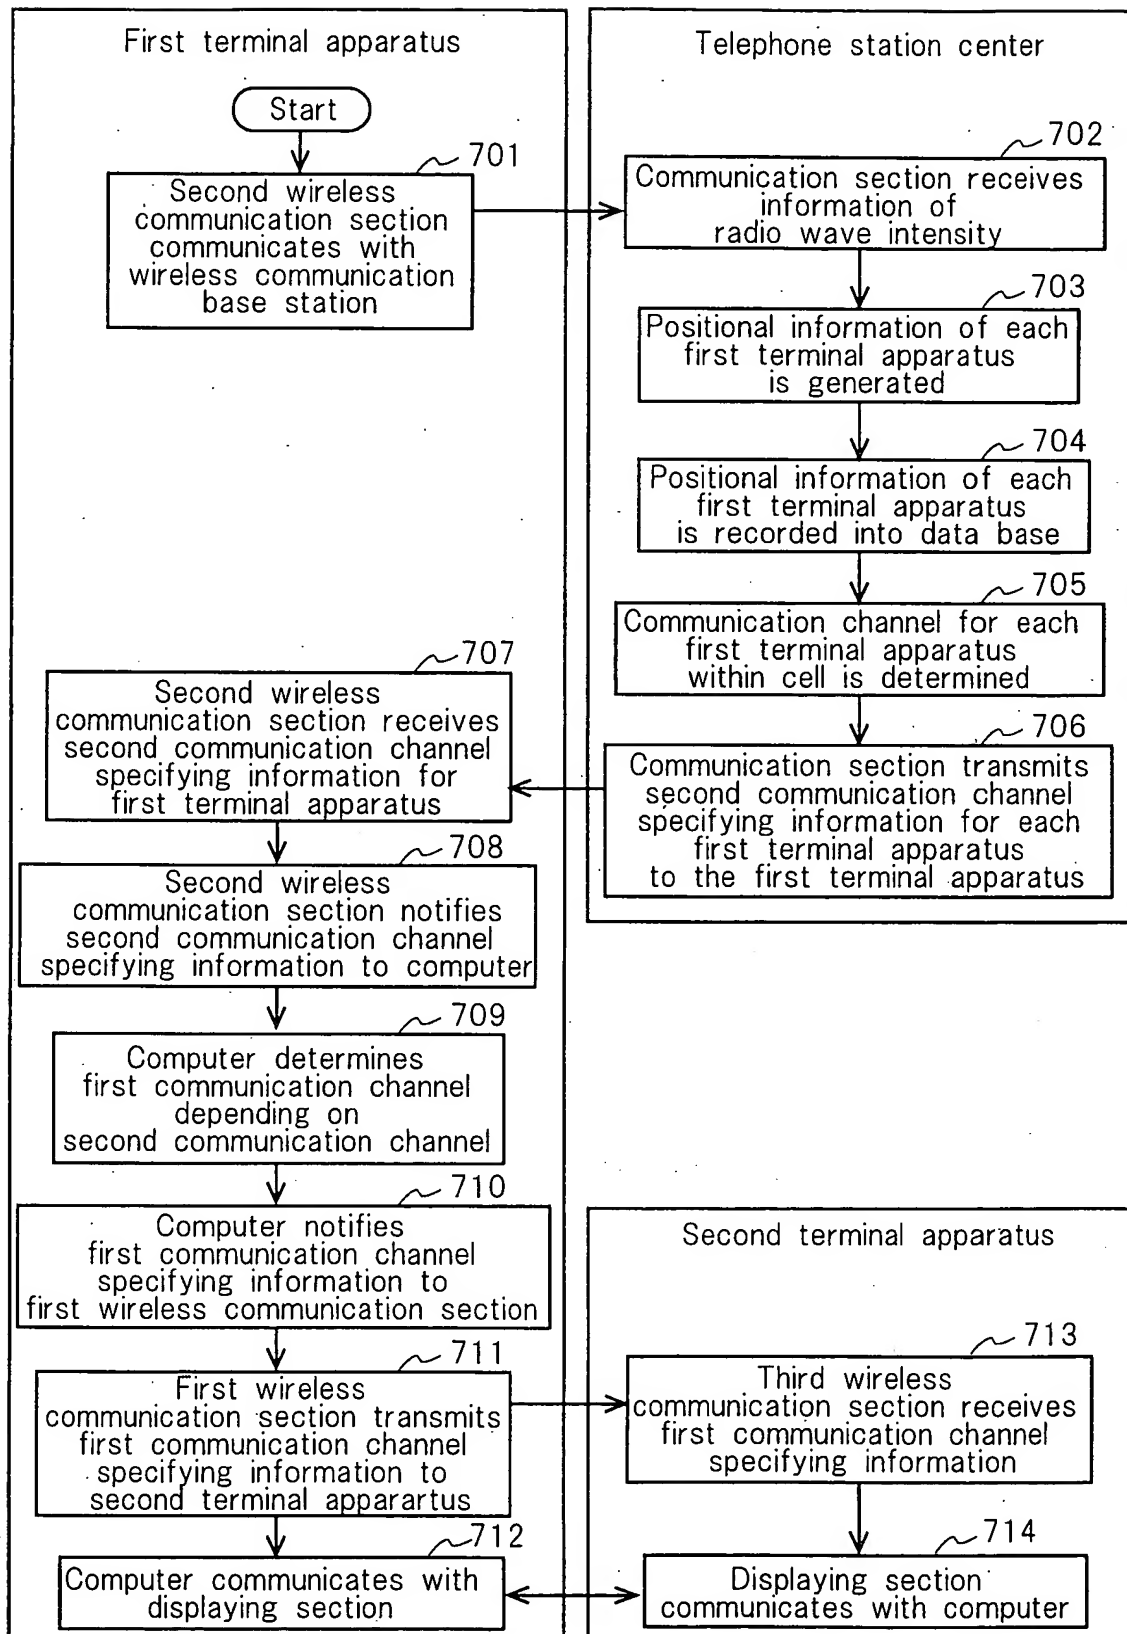 First terminal apparatus
Start
701
Second wireless
communication section
communicates with
wireless communication
base station
Telephone station center
702
Communication section receives
information of
radio wave intensity
703
Positional information of each
first terminal apparatus
is generated
704
Positional information of each
first terminal apparatus
is recorded into data base
705
Communication channel for each
first terminal apparatus
within cell is determined
706
Communication section transmits
second communication channel
specifying information for each
first terminal apparatus
to the first terminal apparatus
707
Second wireless
communication section receives
second communication channel
specifying information for
first terminal apparatus
708
Second wireless
communication section notifies
second communication channel
specifying information to computer
709
Computer determines
first communication channel
depending on
second communication channel
710
Computer notifies
first communication channel
specifying information to
first wireless communication section
711
First wireless
communication section transmits
first communication channel
specifying information to
second terminal apparartus
712
Computer communicates with
displaying section
Second terminal apparatus
713
Third wireless
communication section receives
first communication channel
specifying information
714
Displaying section
communicates with computer